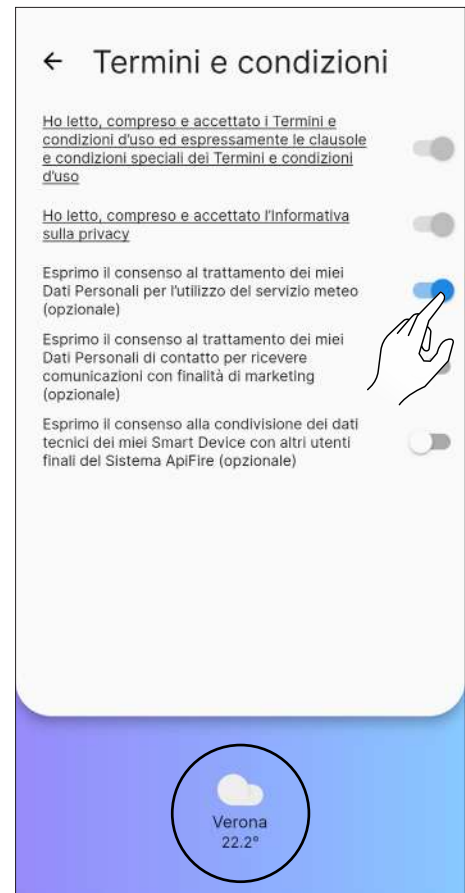 Termini e condizioni
Ho letto, compreso e accettato i Termini e
condizioni d'uso ed espressamente le clausole
e condizioni speciali dei Termini e condizioni
d'uso
Ho letto, compreso e accettato l'Informativa
sulla privacy
Esprimo il consenso al trattamento dei miei
Dati Personali per l'utilizzo del servizio meteo
(opzionale)
Esprimo il consenso al trattamento dei miei
Dati Personali di contatto per ricevere
comunicazioni con finalità di marketing
(opzionale)
Esprimo il consenso alla condivisione dei dati
tecnici dei miei Smart Device con altri utenti
finali del Sistema ApiFire (opzionale)
Verona
22.2°